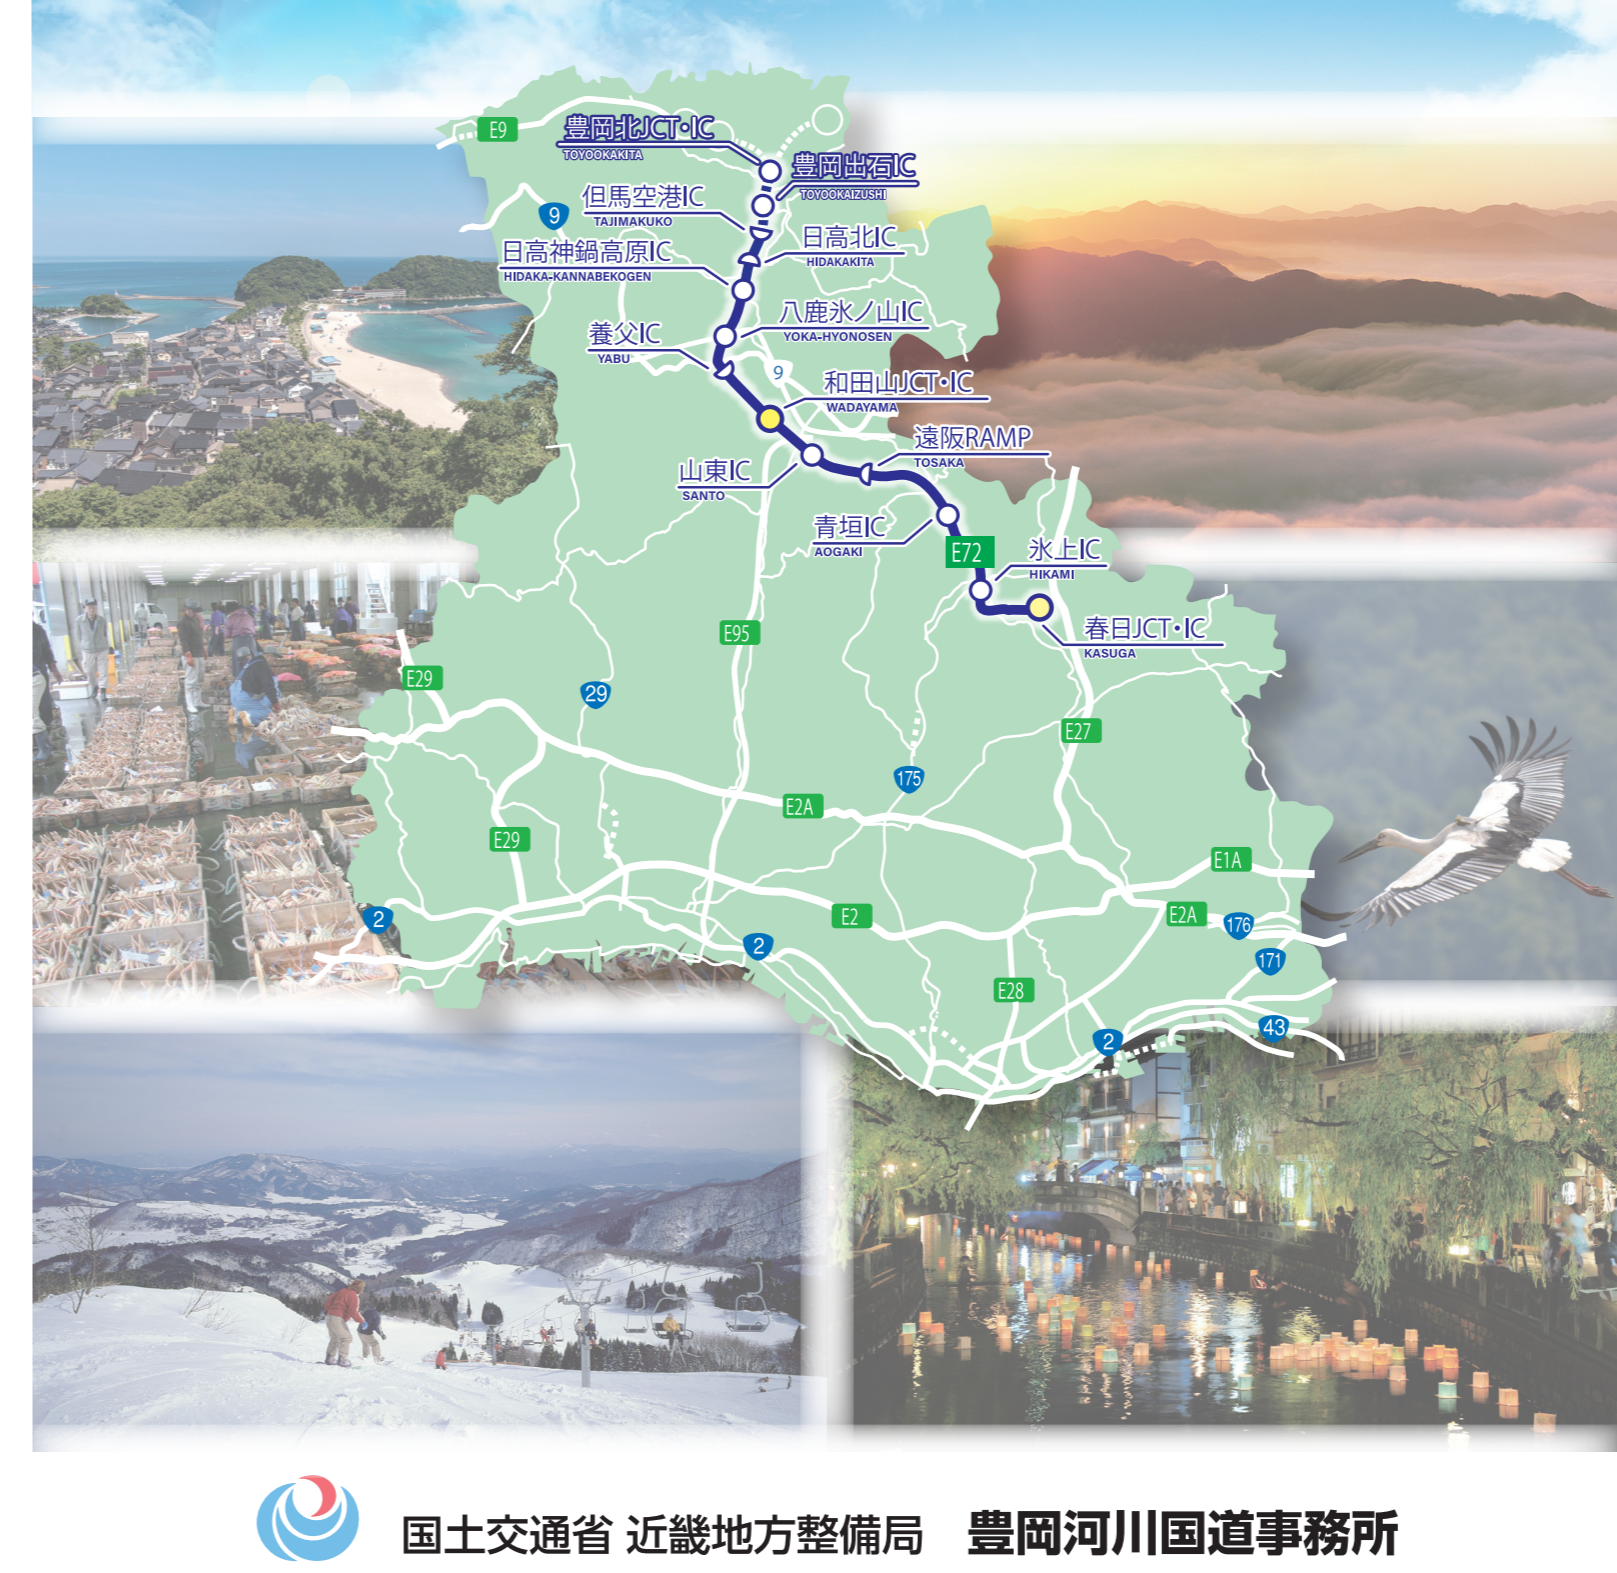 E9
豊岡北JCT・IC
TOYOOKAKITA
豊岡出石IC
TOYOOKAIZUSHI
但馬空港IC
TAJIMAKUKO
9
日高北IC
HIDAKAKITA
日高神鍋高原IC
HIDAKA-KANNABEKOGEN
八鹿氷ノ山IC
YOKA-HYONOSEN
養父IC
YABU
9
和田山JCT・IC
WADAYAMA
遠阪RAMP
TOSAKA
山東IC
SANTO
青垣IC
AOGAKI
E72
氷上IC
HIKAMI
春日JCT・IC
KASUGA
E95
E29
29
E27
175
E2A
E29
E1A
2
E2
E2A
176
2
171
E28
43
2
国土交通省 近畿地方整備局 豊岡河川国道事務所